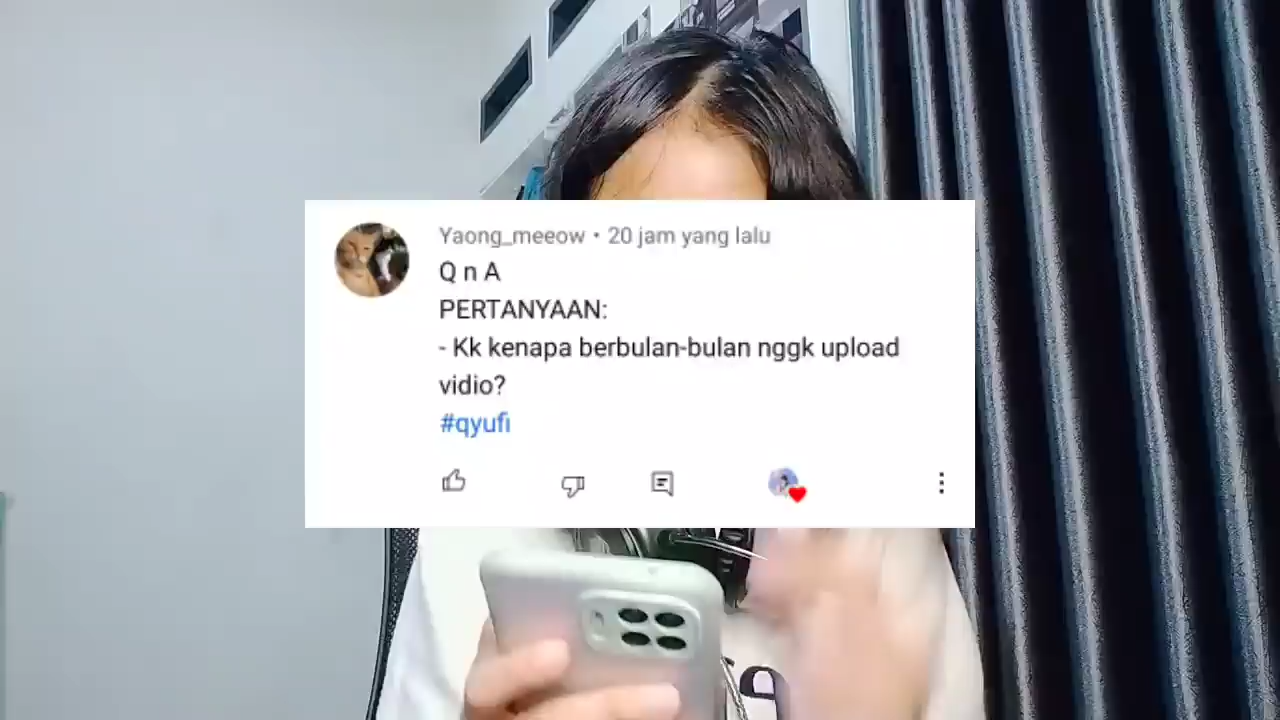 Yaong_meeow • 20 jam yang lalu
Q n A
PERTANYAAN:
- Kk kenapa berbulan-bulan nggk upload
vidio?
#qyufi